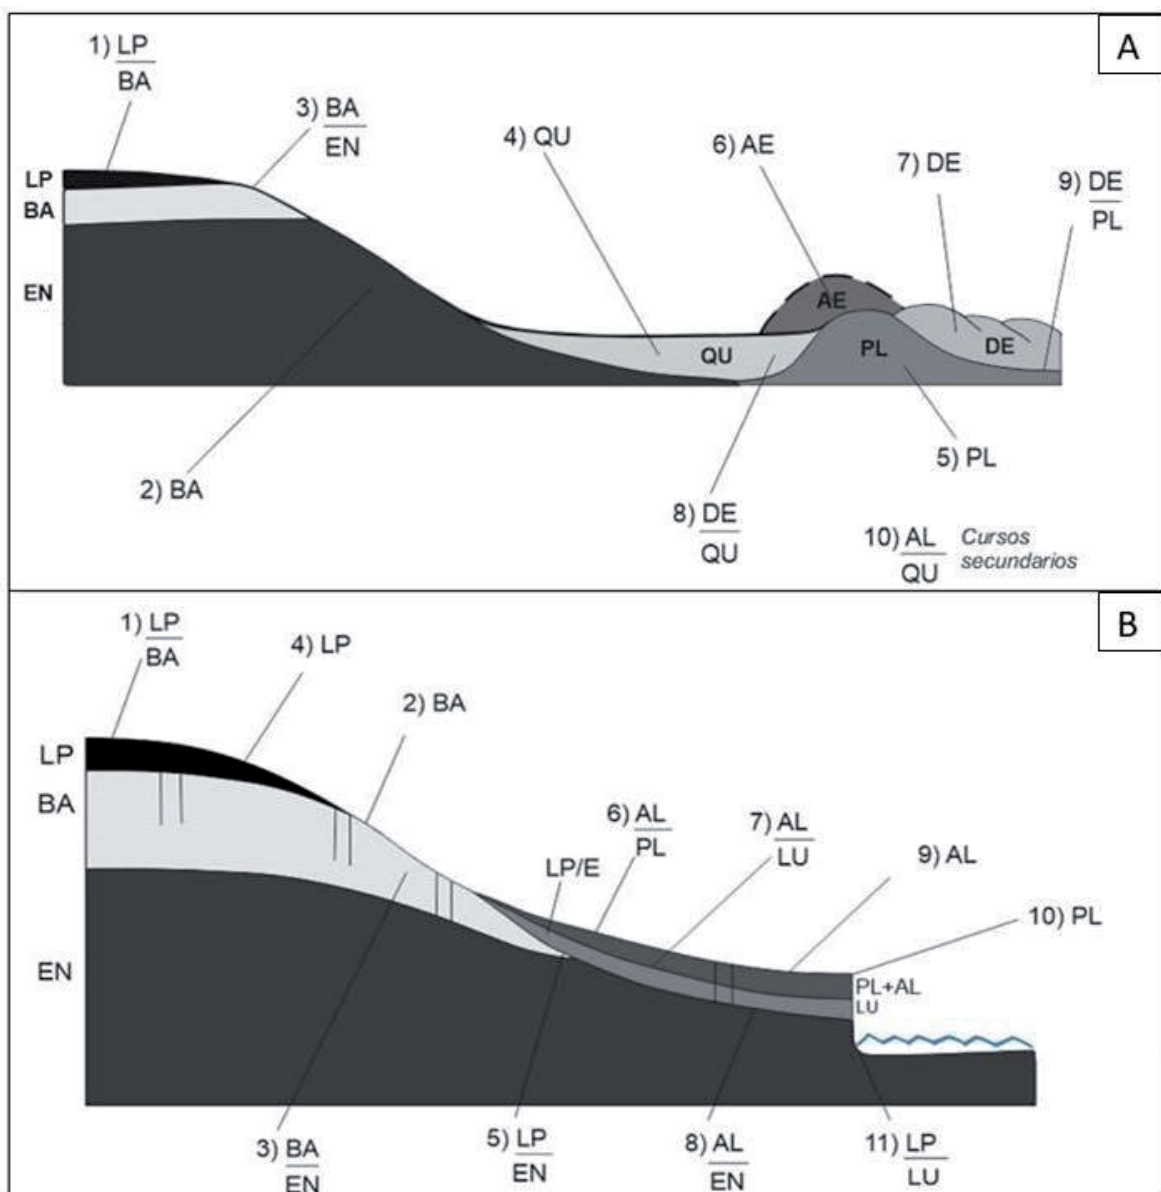 A
1) LP
BA
3) BA
EN
4) QU
6) AE
7) DE
9) DE
PL
LP
BA
EN
AE
QU
PL
DE
2) BA
5) PL
8) DE
QU
10) AL
QU
Cursos
secundarios
B
1) LP
BA
4) LP
2) BA
LP
BA
EN
LP/E
6) AL
PL
7) AL
LU
9) AL
10) PL
PL+AL
LU
3) BA
EN
5) LP
EN
8) AL
EN
11) LP
LU